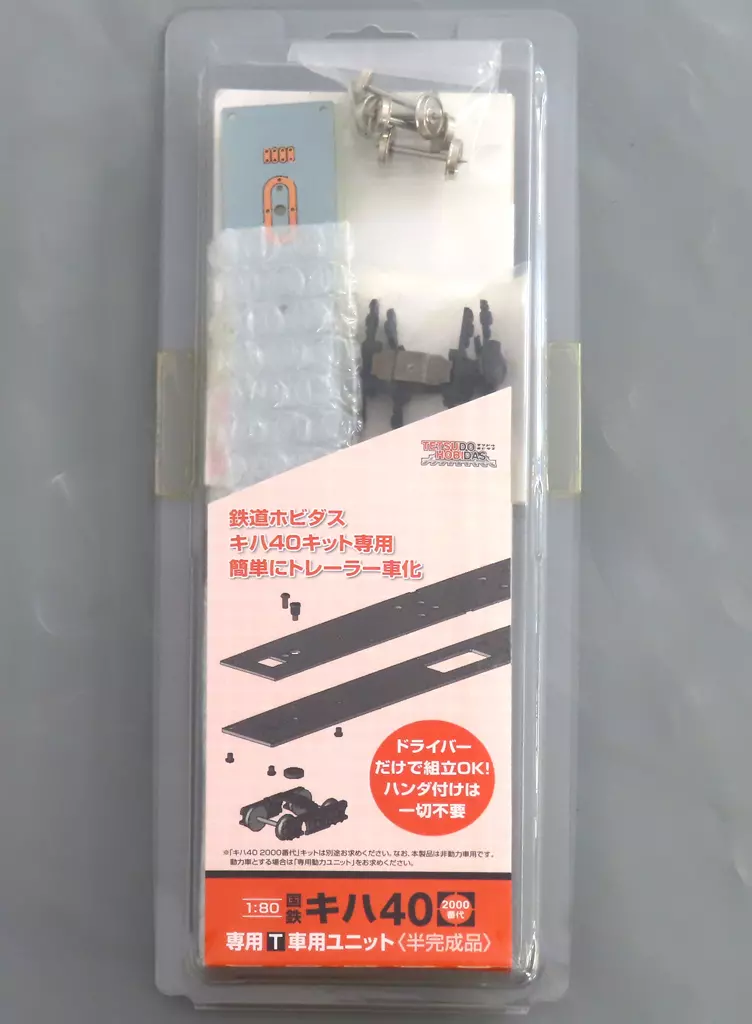 TETSUDO
HOBIDAS
鉄道ホビダス
キハ40キット専用
簡単にトレーラー車化
ドライバー
だけで組立OK!
ハンダ付けは
一切不要
※「キハ40 2000番代」キットは別途お求めください。なお、本製品は非動力車用です。
動力車とする場合は「専用動力ユニット」をお求めください。
1:80 国鉄 キハ40 2000番代
専用T車用ユニット〈半完成品〉